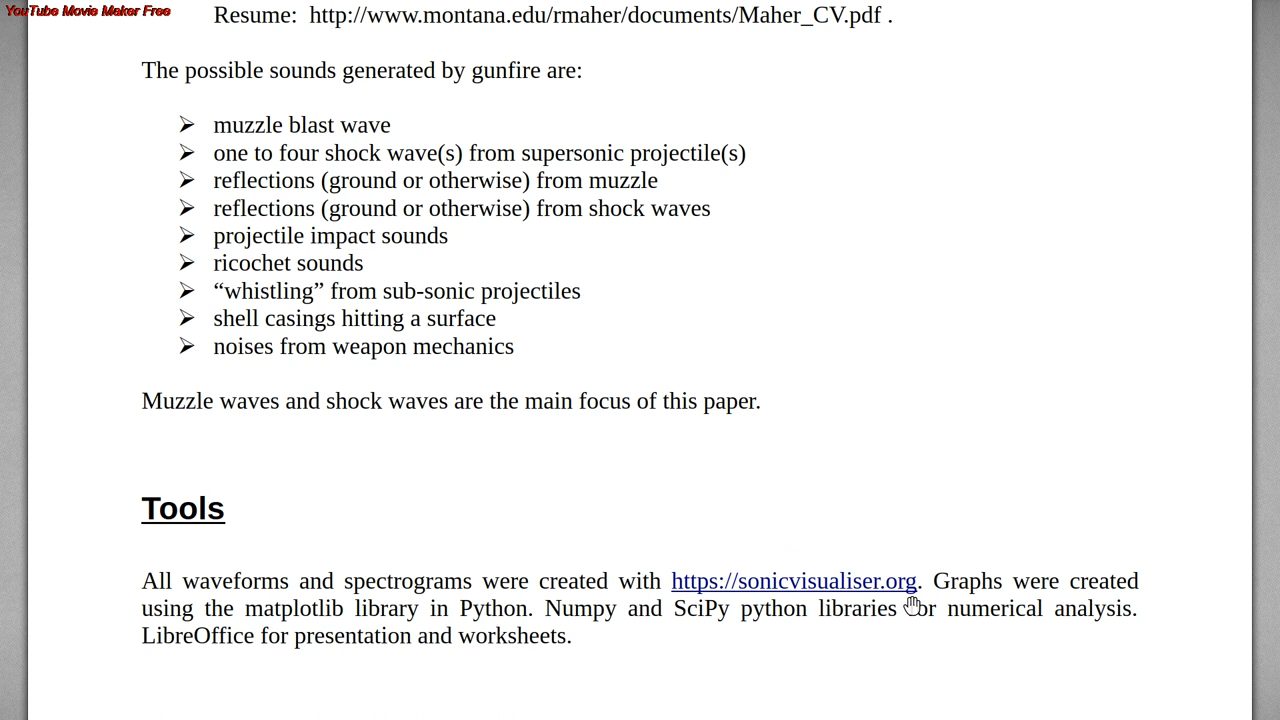 YouTube Movie Maker Free
Resume: http://www.montana.edu/rmaher/documents/Maher_CV.pdf .
The possible sounds generated by gunfire are:
➢ muzzle blast wave
➢ one to four shock wave(s) from supersonic projectile(s)
➢ reflections (ground or otherwise) from muzzle
➢ reflections (ground or otherwise) from shock waves
➢ projectile impact sounds
➢ ricochet sounds
➢ “whistling” from sub-sonic projectiles
➢ shell casings hitting a surface
➢ noises from weapon mechanics
Muzzle waves and shock waves are the main focus of this paper.
Tools
All waveforms and spectrograms were created with https://sonicvisualiser.org. Graphs were created
using the matplotlib library in Python. Numpy and SciPy python libraries for numerical analysis.
LibreOffice for presentation and worksheets.